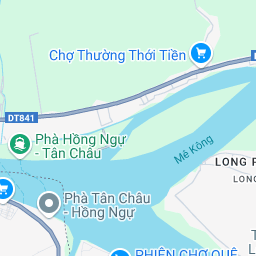 Chợ Thường Thới Tiền
DT841
Phà Hồng Ngự
- Tân Châu
Mê Kông
LONG
LON
Phà Tân Châu
- Hồng Ngự
PHIÊN CHỢ QUÊ